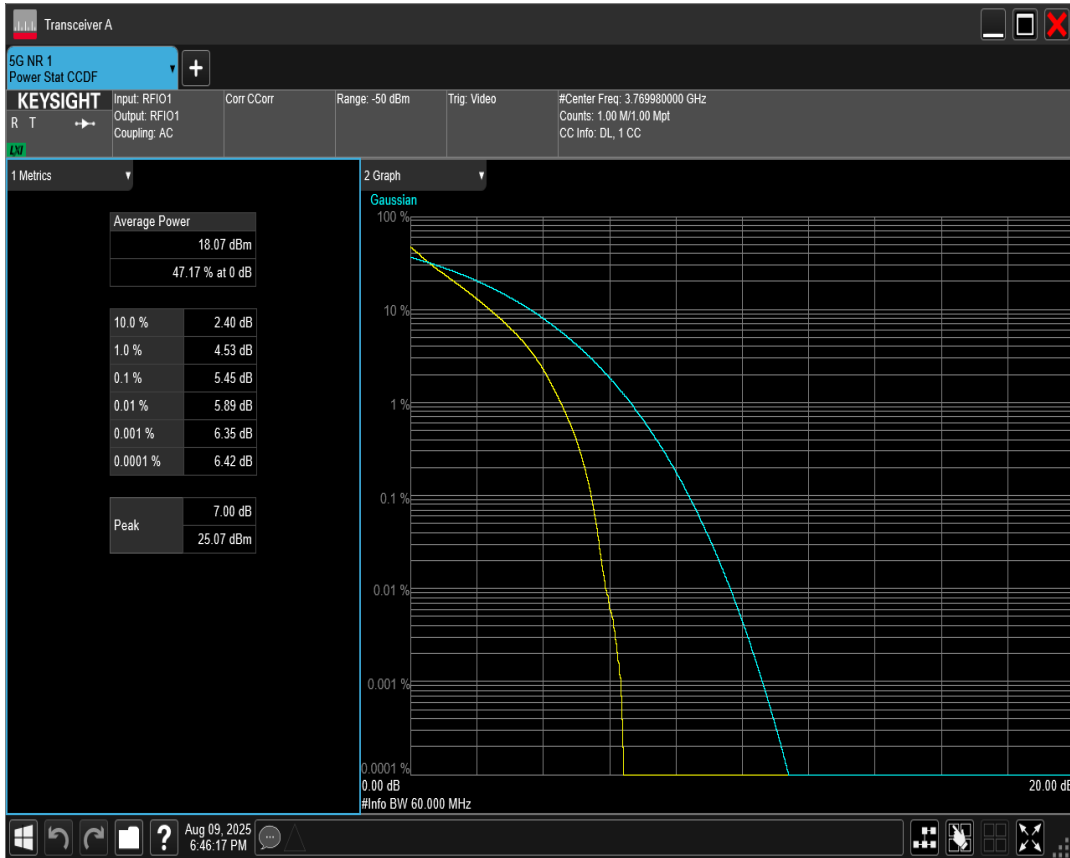 Transceiver A
5G NR 1
Power Stat CCDF
KEYSIGHT
R T
LXI
Input: RFIO1
Output: RFIO1
Coupling: AC
Corr CCorr
Range: -50 dBm
Trig: Video
#Center Freq: 3.769980000 GHz
Counts: 1.00 M/1.00 Mpt
CC Info: DL, 1 CC
1 Metrics
Average Power
18.07 dBm
47.17 % at 0 dB
10.0 % 2.40 dB
1.0 % 4.53 dB
0.1 % 5.45 dB
0.01 % 5.89 dB
0.001 % 6.35 dB
0.0001 % 6.42 dB
Peak
7.00 dB
25.07 dBm
2 Graph
Gaussian
100 %
10 %
1 %
0.1 %
0.01 %
0.001 %
0.0001 %
0.00 dB 20.00 dB
#Info BW 60.000 MHz
? Aug 09, 2025
6:46:17 PM